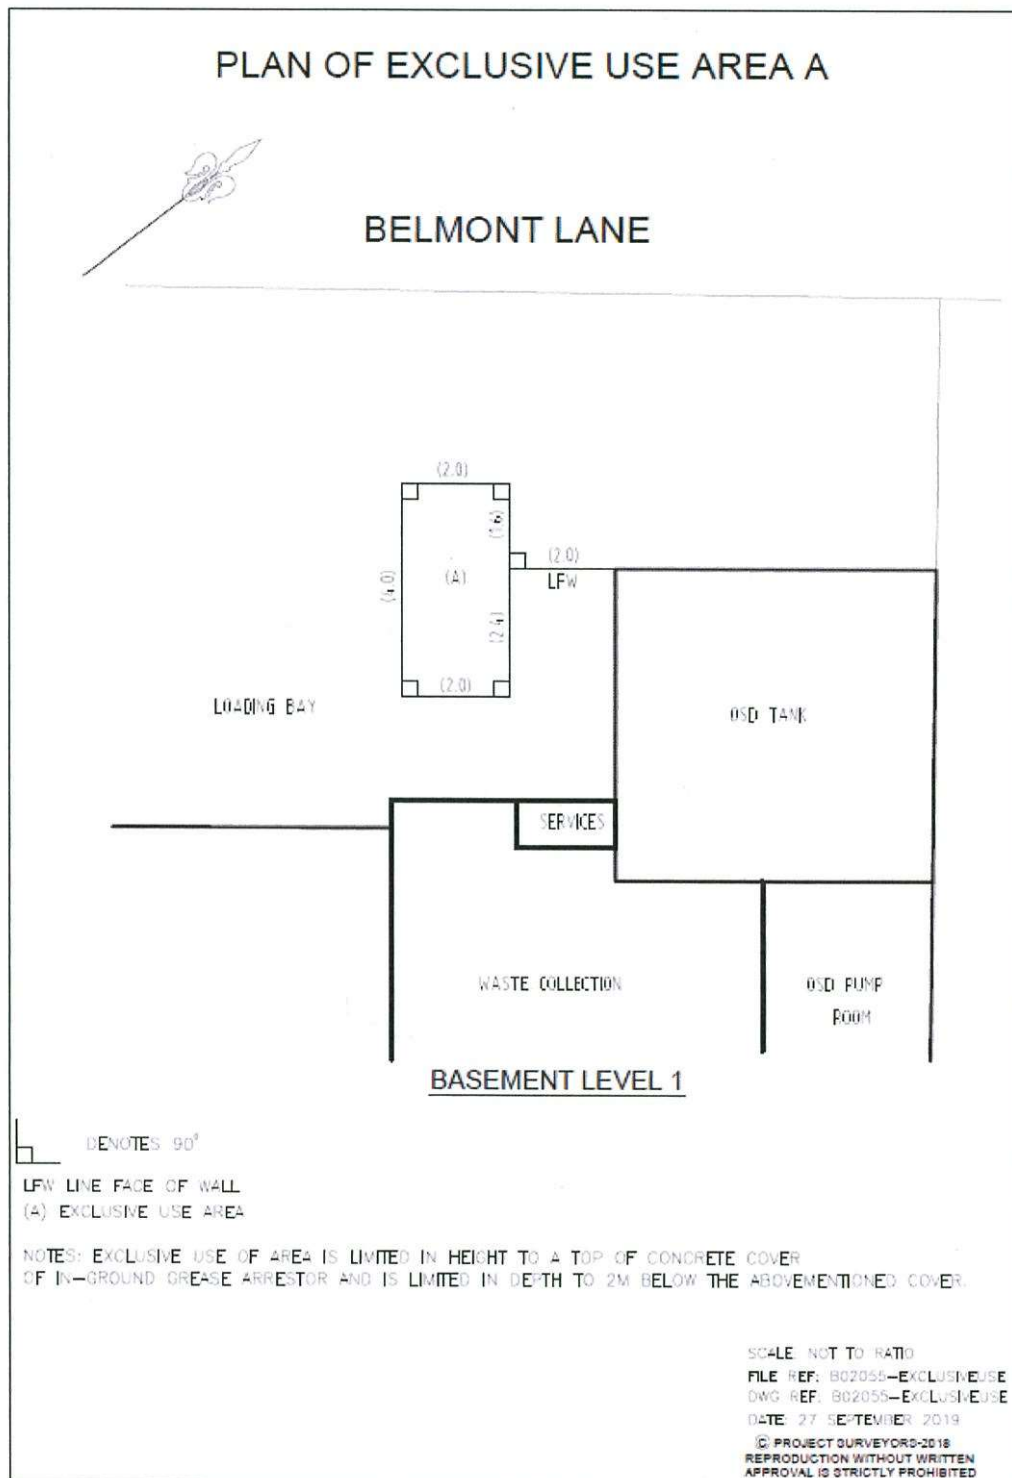 PLAN OF EXCLUSIVE USE AREA A
BELMONT LANE
(2.0)
(1.6)
(2.0)
LFW
(4.0)
(A)
(2.4)
(2.0)
LOADING BAY
OSD TANK
SERVICES
WASTE COLLECTION
OSD PUMP
ROOM
BASEMENT LEVEL 1
DENOTES 90°
LFW LINE FACE OF WALL
(A) EXCLUSIVE USE AREA
NOTES: EXCLUSIVE USE OF AREA IS LIMITED IN HEIGHT TO A TOP OF CONCRETE COVER
OF IN-GROUND GREASE ARRESTOR AND IS LIMITED IN DEPTH TO 2M BELOW THE ABOVEMENTIONED COVER.
SCALE: NOT TO RATIO
FILE REF: B02055-EXCLUSIVEUSE
DWG REF: B02055-EXCLUSIVEUSE
DATE: 27 SEPTEMBER 2019
© PROJECT SURVEYORS-2018
REPRODUCTION WITHOUT WRITTEN
APPROVAL IS STRICTLY PROHIBITED